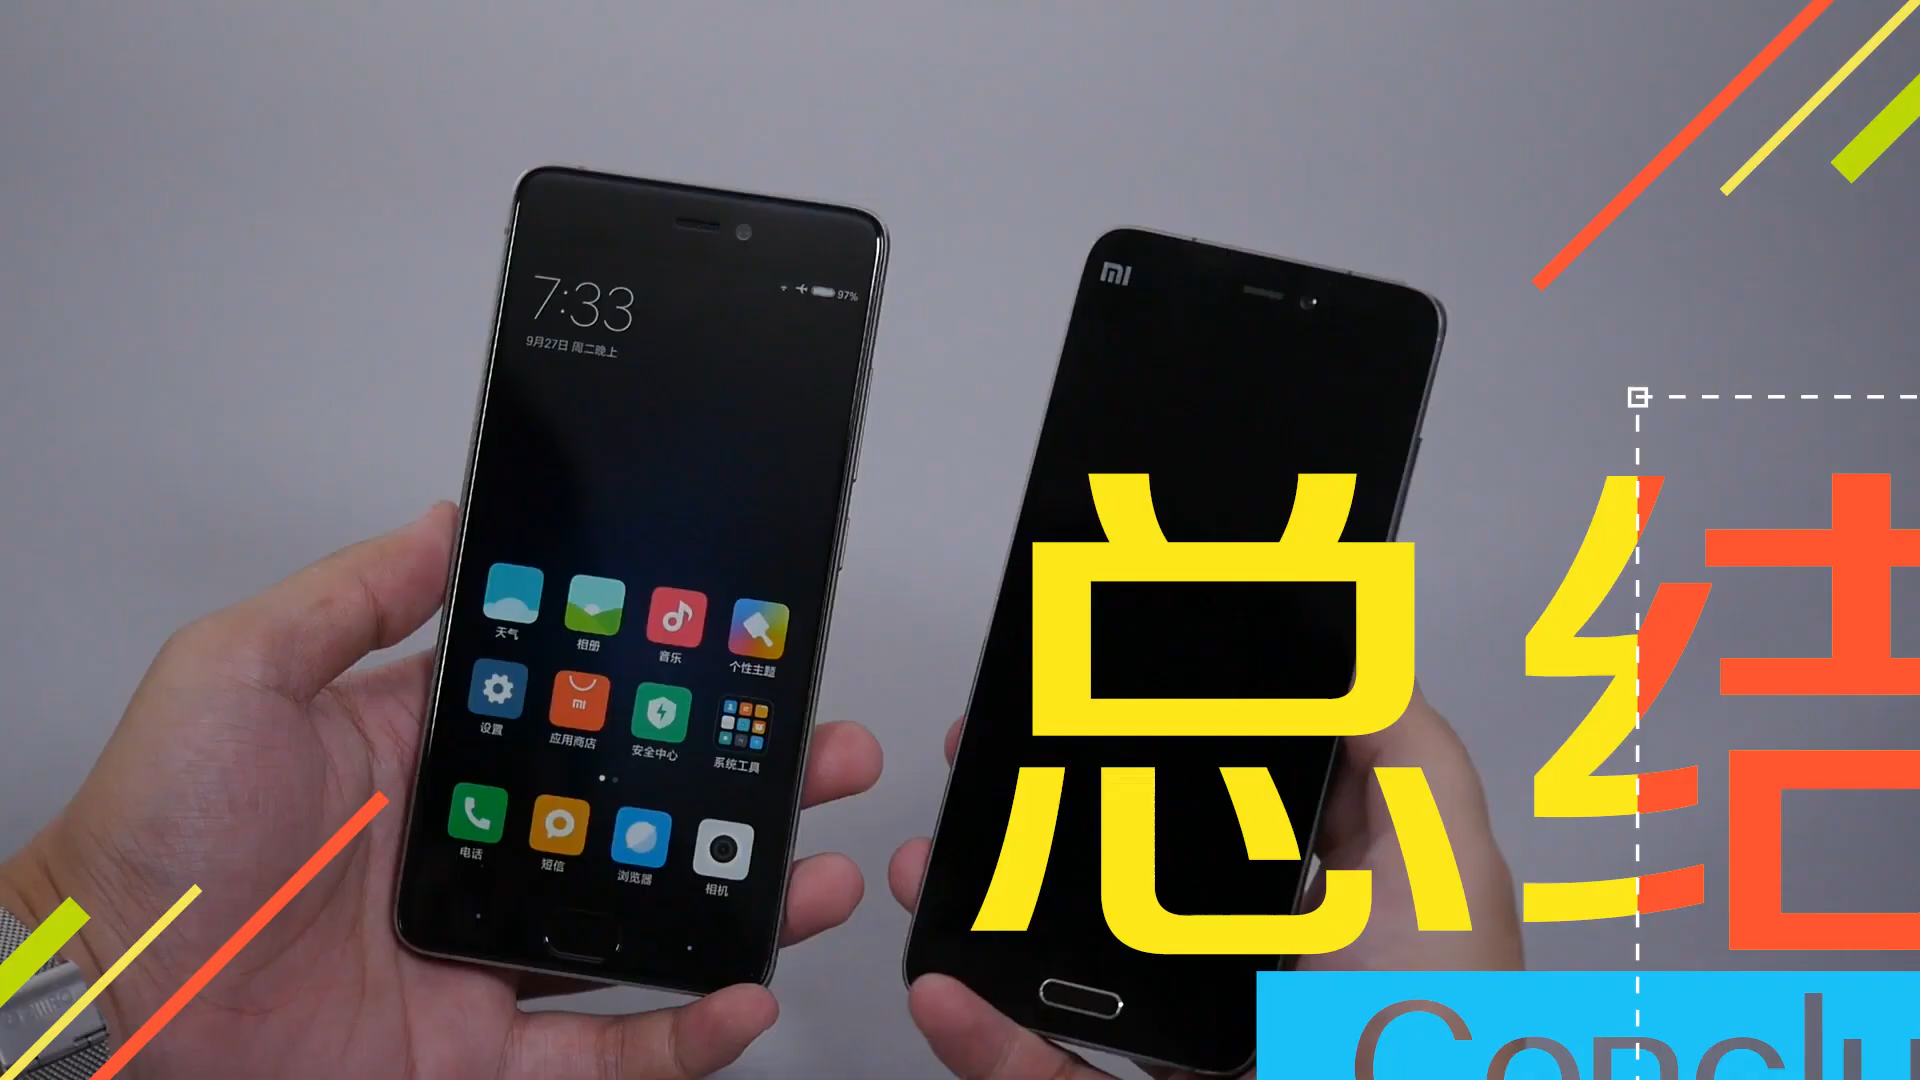 7:33
97%
9月27日 周二晚上
天气 相册 音乐 个性主题
设置 应用商店 安全中心 系统工具
电话 短信 浏览器 相机
MI
总结
Conclu